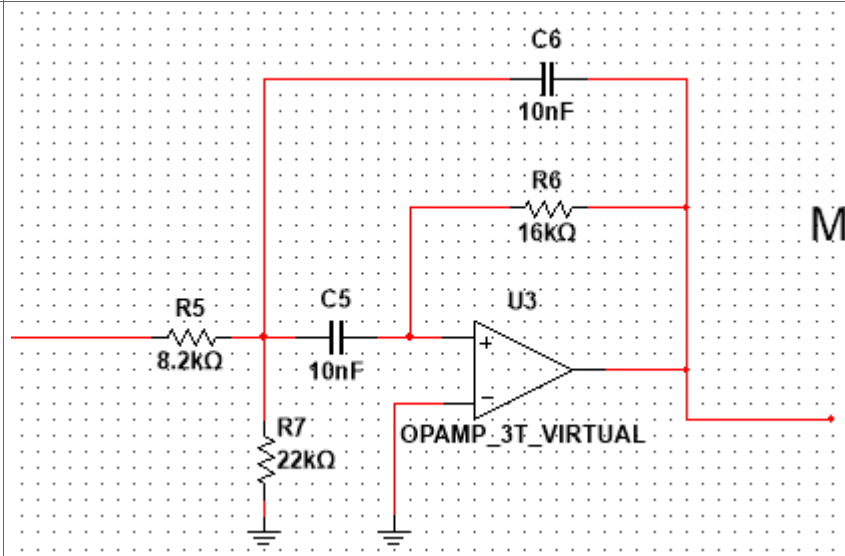 C6
10nF
R6
16kΩ
M
R5
8.2kΩ
C5
10nF
U3
+
−
OPAMP_3T_VIRTUAL
R7
22kΩ